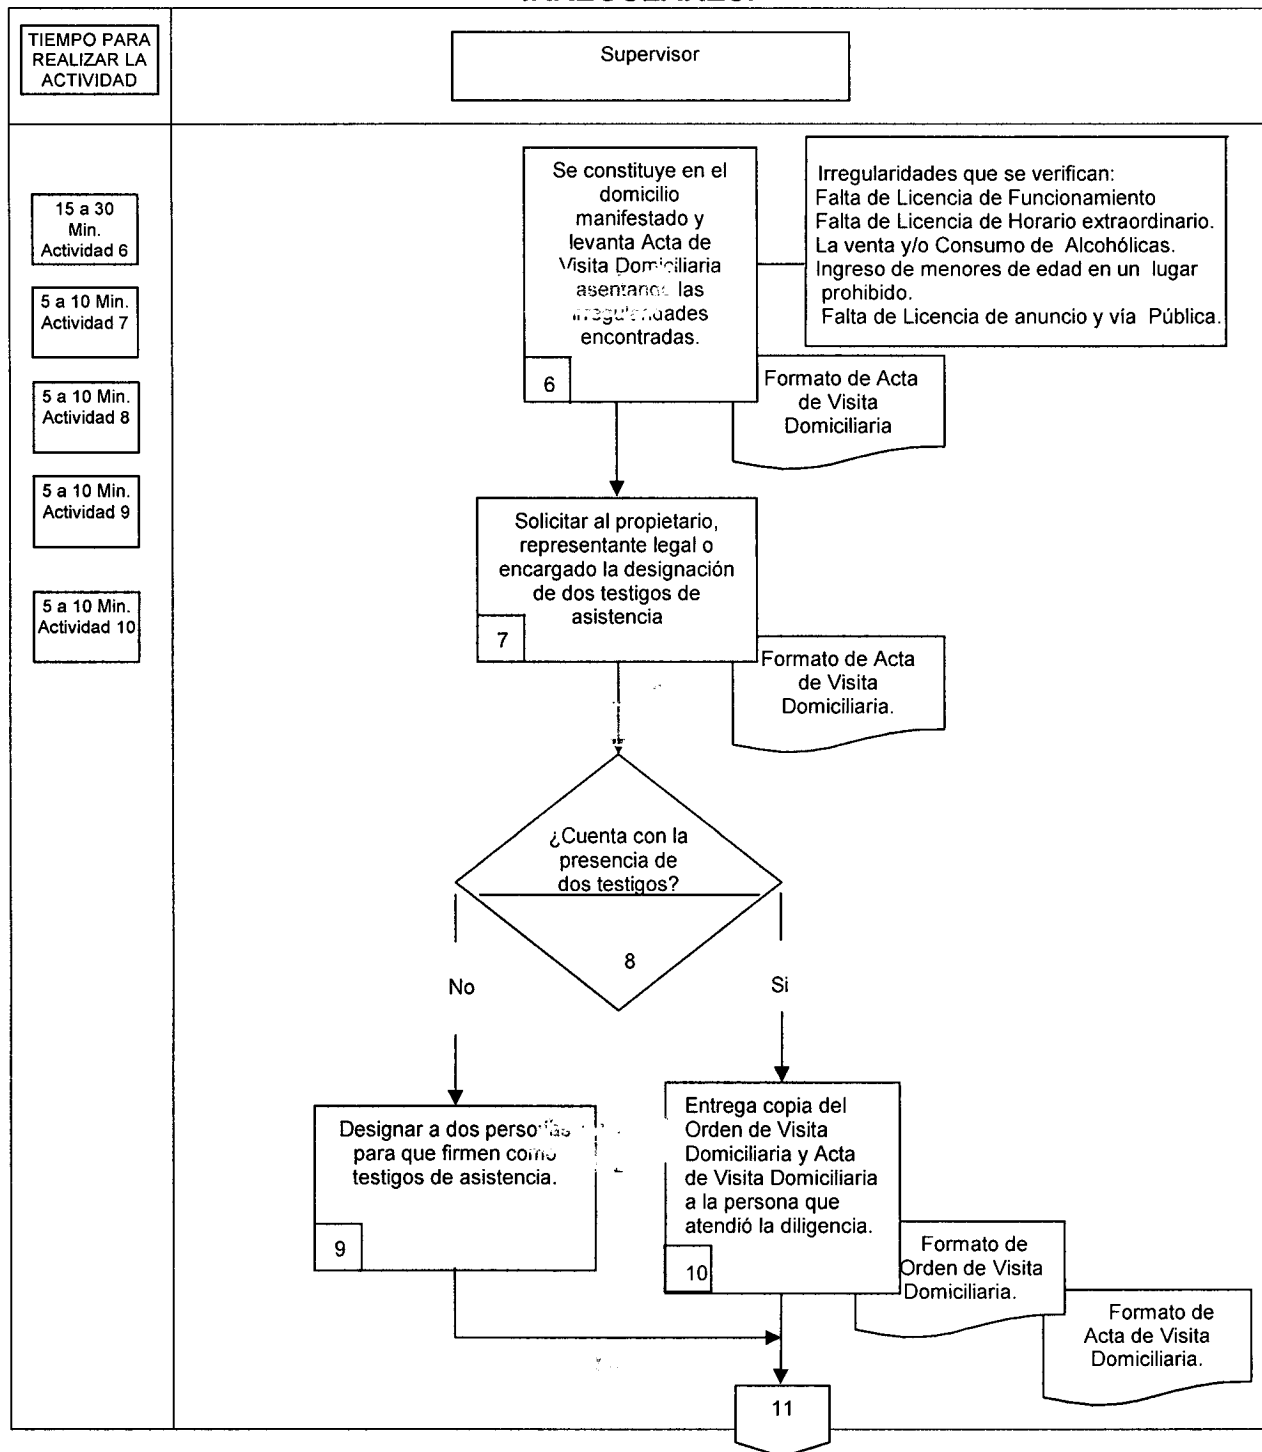 TIEMPO PARA
REALIZAR LA
ACTIVIDAD
Supervisor
15 a 30
Min.
Actividad 6
5 a 10 Min.
Actividad 7
5 a 10 Min.
Actividad 8
5 a 10 Min.
Actividad 9
5 a 10 Min.
Actividad 10
Se constituye en el
domicilio
manifestado y
levanta Acta de
Visita Domiciliaria
asentando las
irregularidades
encontradas.
6
Irregularidades que se verifican:
Falta de Licencia de Funcionamiento
Falta de Licencia de Horario extraordinario.
La venta y/o Consumo de Alcohólicas.
Ingreso de menores de edad en un lugar
prohibido.
Falta de Licencia de anuncio y vía Pública.
Formato de Acta
de Visita
Domiciliaria
Solicitar al propietario,
representante legal o
encargado la designación
de dos testigos de
asistencia
7
Formato de Acta
de Visita
Domiciliaria.
¿Cuenta con la
presencia de
dos testigos?
8
No
Si
Designar a dos personas
para que firmen como
testigos de asistencia.
9
Entrega copia del
Orden de Visita
Domiciliaria y Acta
de Visita Domiciliaria
a la persona que
atendió la diligencia.
10
Formato de
Orden de Visita
Domiciliaria.
Formato de
Acta de Visita
Domiciliaria.
11